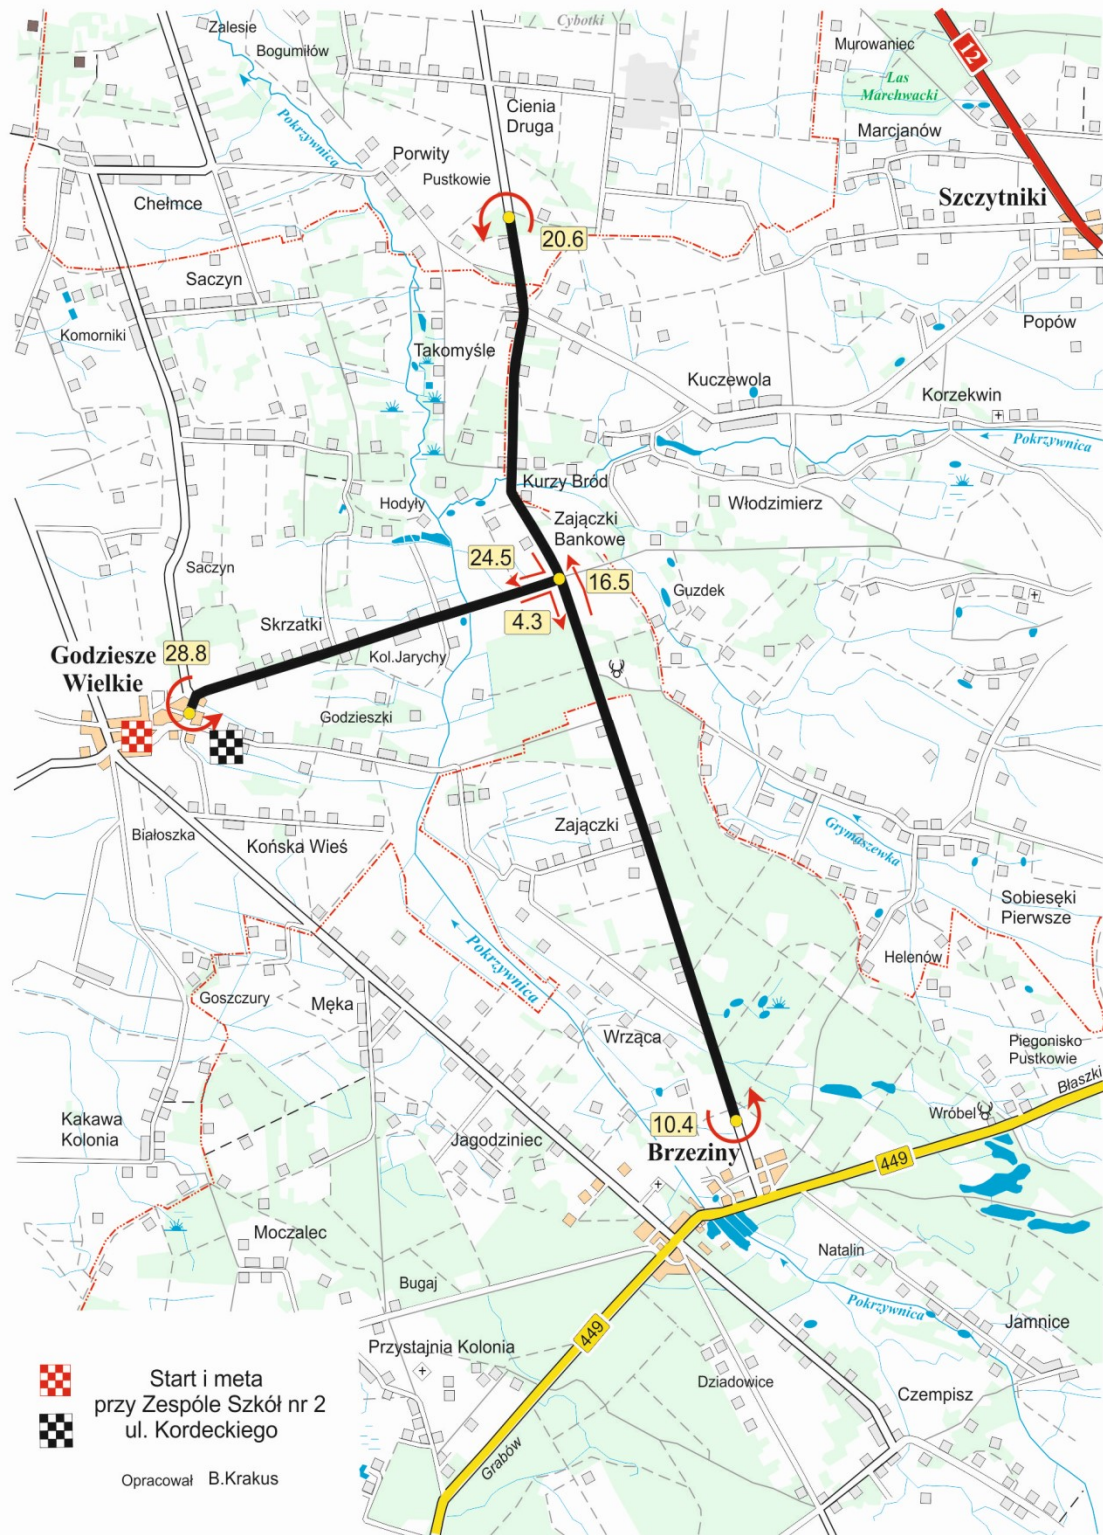 Zalesie
Bogumiłów
Cybotki
Murowaniec
12
Las
Marchwacki
Cienia
Druga
Pokrzywnica
Porwity
Pustkowie
Marcjanów
Szczytniki
Chełmce
20.6
Saczyn
Komorniki
Popów
Takomyśle
Kuczewola
Korzekwin
Pokrzywnica
Kurzy Bród
Włodzimierz
Hodyły
Zajączki
Bankowe
24.5
16.5
Saczyn
Guzdek
4.3
Skrzatki
Kol.Jarychy
Godziesze
Wielkie
28.8
Godzieszki
Zajączki
Białoszka
Końska Wieś
Grymaszewka
Sobiesęki
Pierwsze
Helenów
Pokrzywnica
Goszczury
Męka
Wrząca
Piegonisko
Pustkowie
Błaszki
Wróbel
Kakawa
Kolonia
Jagodziniec
10.4
Brzeziny
449
Moczalec
Natalin
Bugaj
Pokrzywnica
Jamnice
449
Przystajnia Kolonia
Dziadowice
Czempisz
Grabów
Start i meta
przy Zespóle Szkół nr 2
ul. Kordeckiego
Opracował B.Krakus